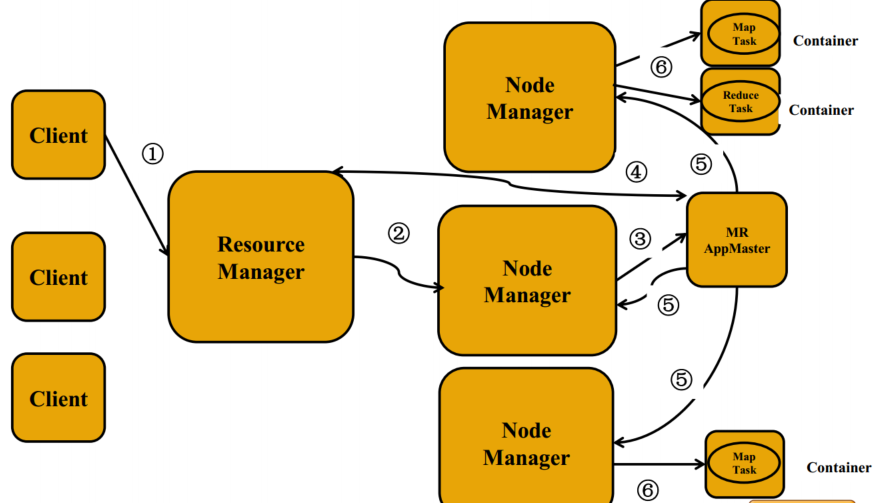 Client
①
Client
Client
Resource
Manager
②
Node
Manager
⑥
Map
Task
Container
Reduce
Task
Container
⑤
④
Node
Manager
③
MR
AppMaster
⑤
⑤
Node
Manager
⑥
Map
Task
Container